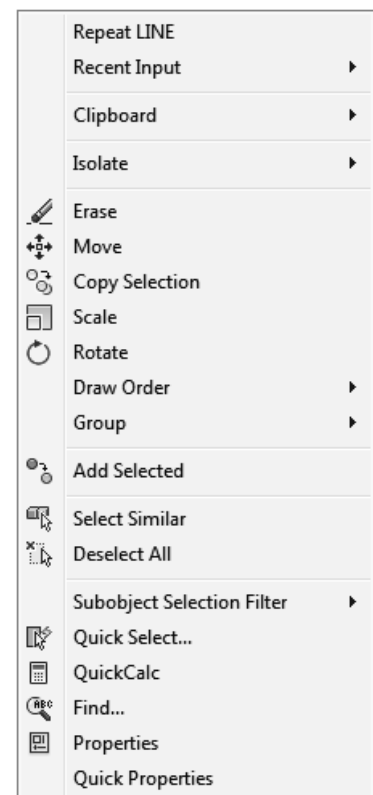 Repeat LINE
Recent Input
Clipboard
Isolate
Erase
Move
Copy Selection
Scale
Rotate
Draw Order
Group
Add Selected
Select Similar
Deselect All
Subobject Selection Filter
Quick Select...
QuickCalc
ABC
Find...
Properties
Quick Properties